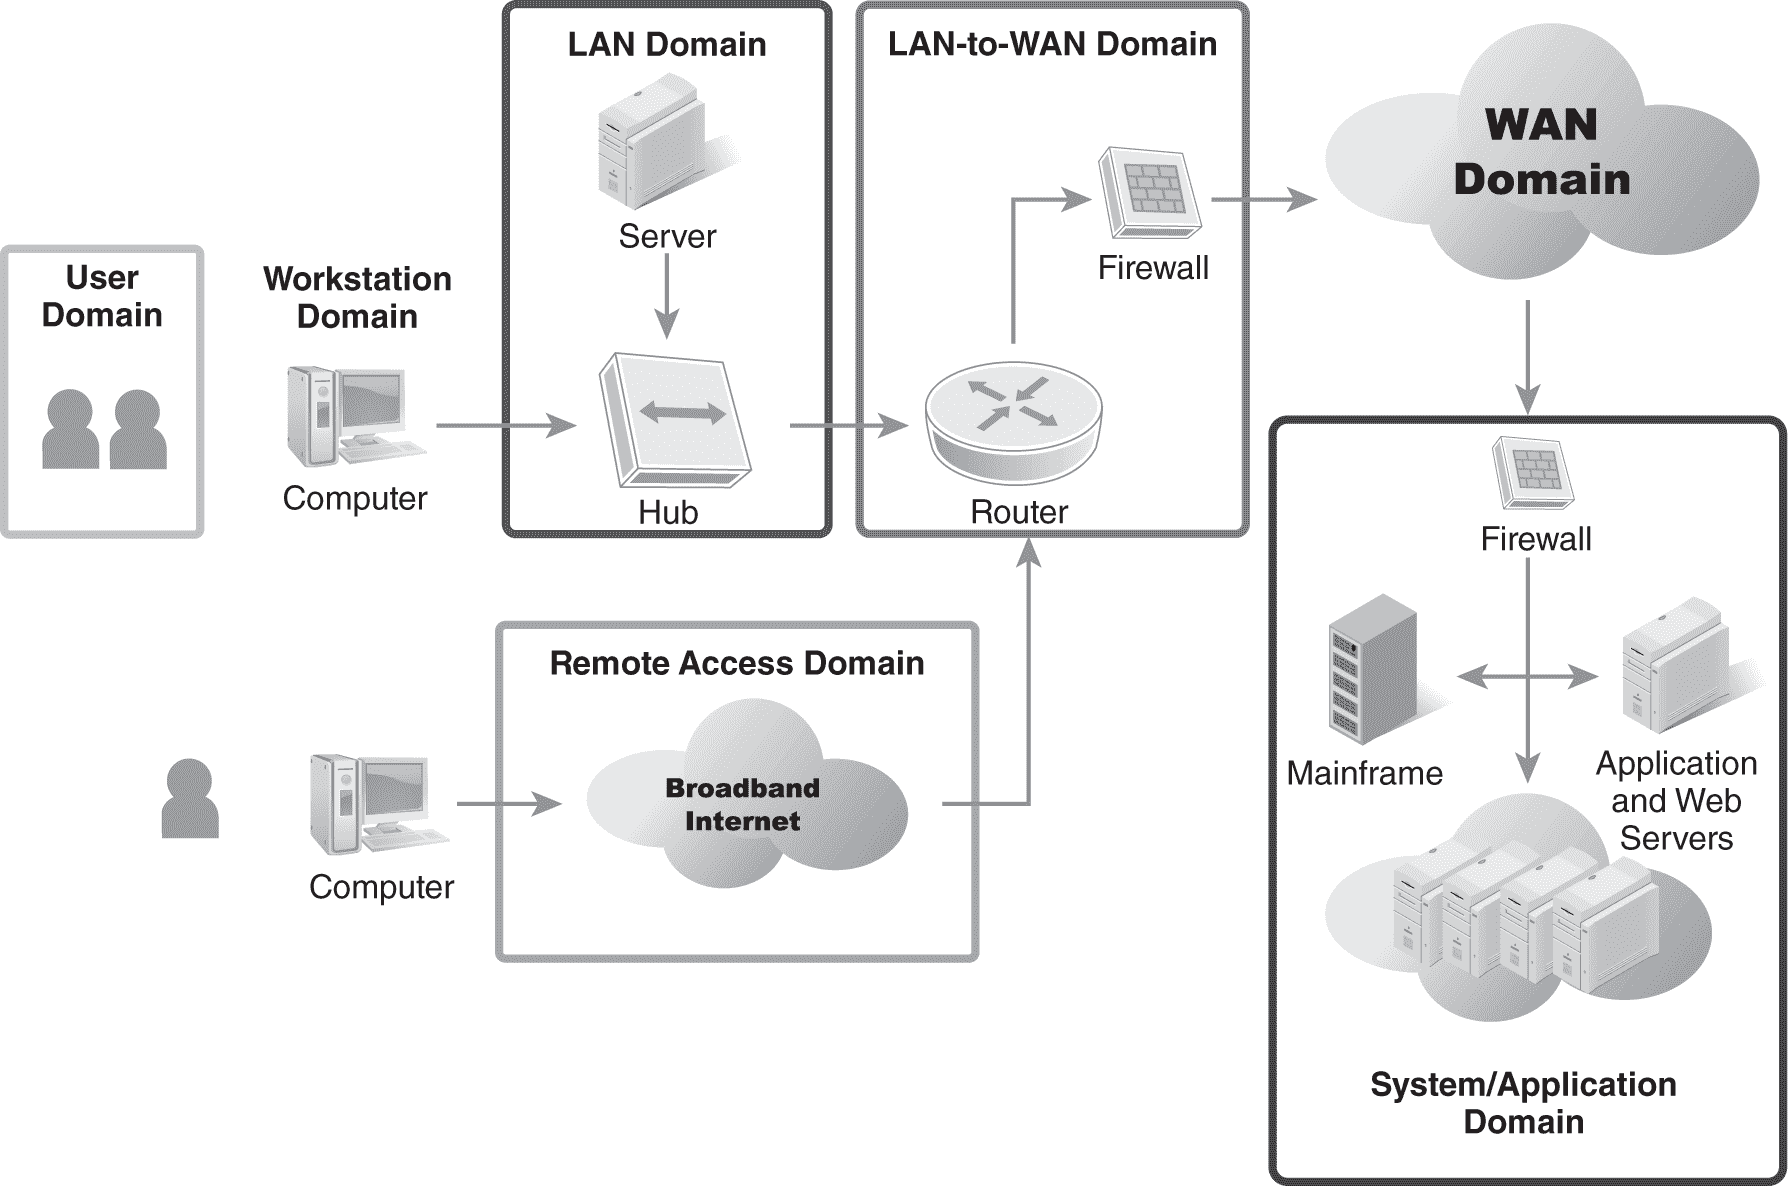 User
Domain
Workstation
Domain
Computer
LAN Domain
Server
Hub
LAN-to-WAN Domain
Firewall
Router
WAN
Domain
Remote Access Domain
Broadband
Internet
Computer
Firewall
Mainframe
Application
and Web
Servers
System/Application
Domain